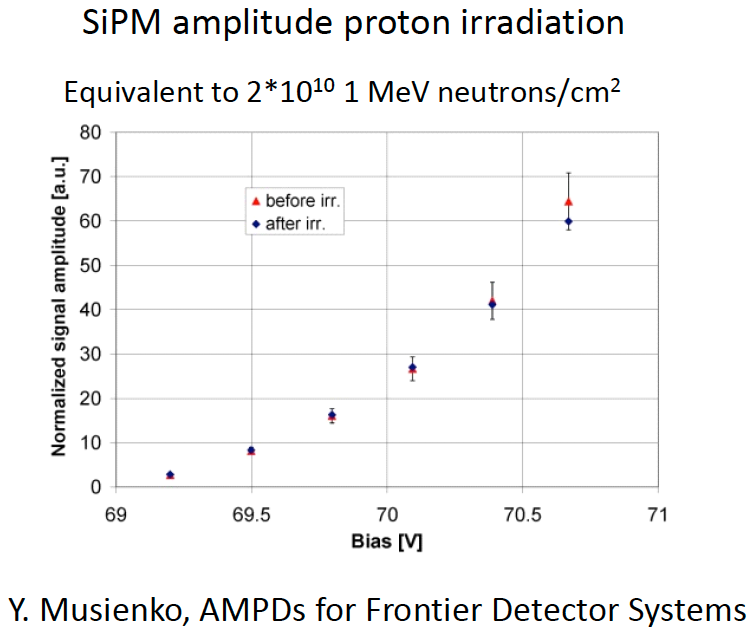 SiPM amplitude proton irradiation
Equivalent to 2*10¹⁰ 1 MeV neutrons/cm²
Normalized signal amplitude [a.u.]
80
70
60
50
40
30
20
10
0
before irr.
after irr.
69
69.5
70
70.5
71
Bias [V]
Y. Musienko, AMPDs for Frontier Detector Systems